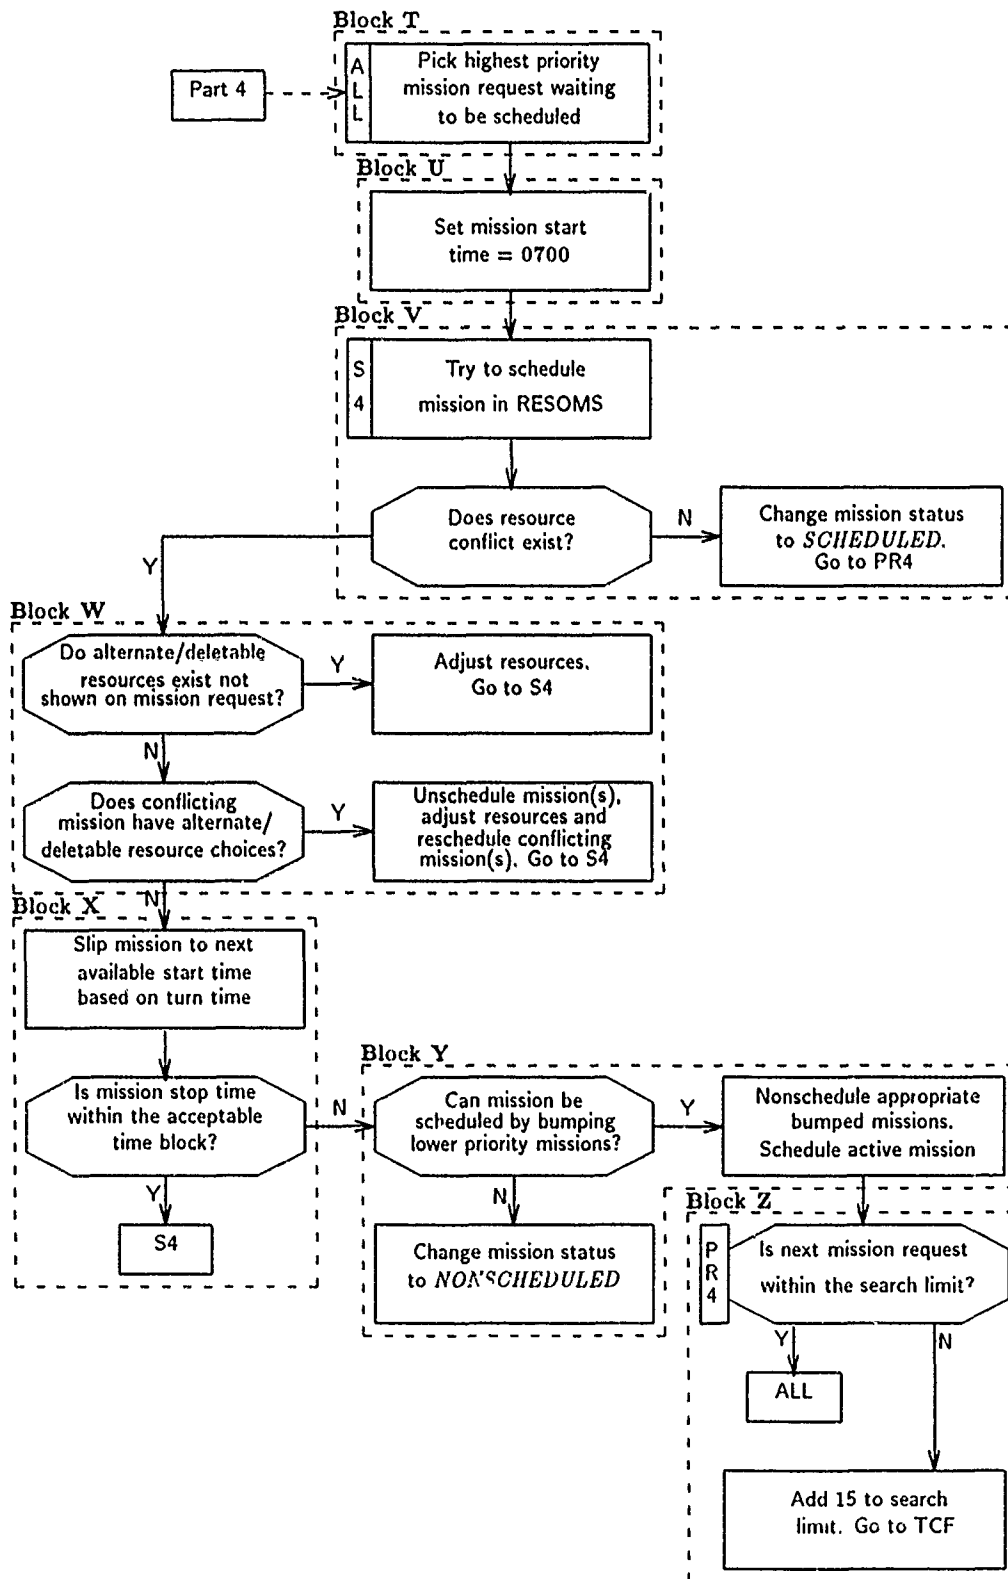 Block T
Part 4
A
L
L
Pick highest priority
mission request waiting
to be scheduled
Block U
Set mission start
time = 0700
Block V
S
4
Try to schedule
mission in RESOMS
Does resource
conflict exist?
N
Change mission status
to SCHEDULED.
Go to PR4
Y
Block W
Do alternate/deletable
resources exist not
shown on mission request?
Y
Adjust resources.
Go to S4
N
Does conflicting
mission have alternate/
deletable resource choices?
Y
Unschedule mission(s),
adjust resources and
reschedule conflicting
mission(s). Go to S4
N
Block X
Slip mission to next
available start time
based on turn time
Is mission stop time
within the acceptable
time block?
N
Y
S4
Block Y
Can mission be
scheduled by bumping
lower priority missions?
Y
Nonschedule appropriate
bumped missions.
Schedule active mission
N
Change mission status
to NONSCHEDULED
Block Z
P
R
4
Is next mission request
within the search limit?
Y
N
ALL
Add 15 to search
limit. Go to TCF